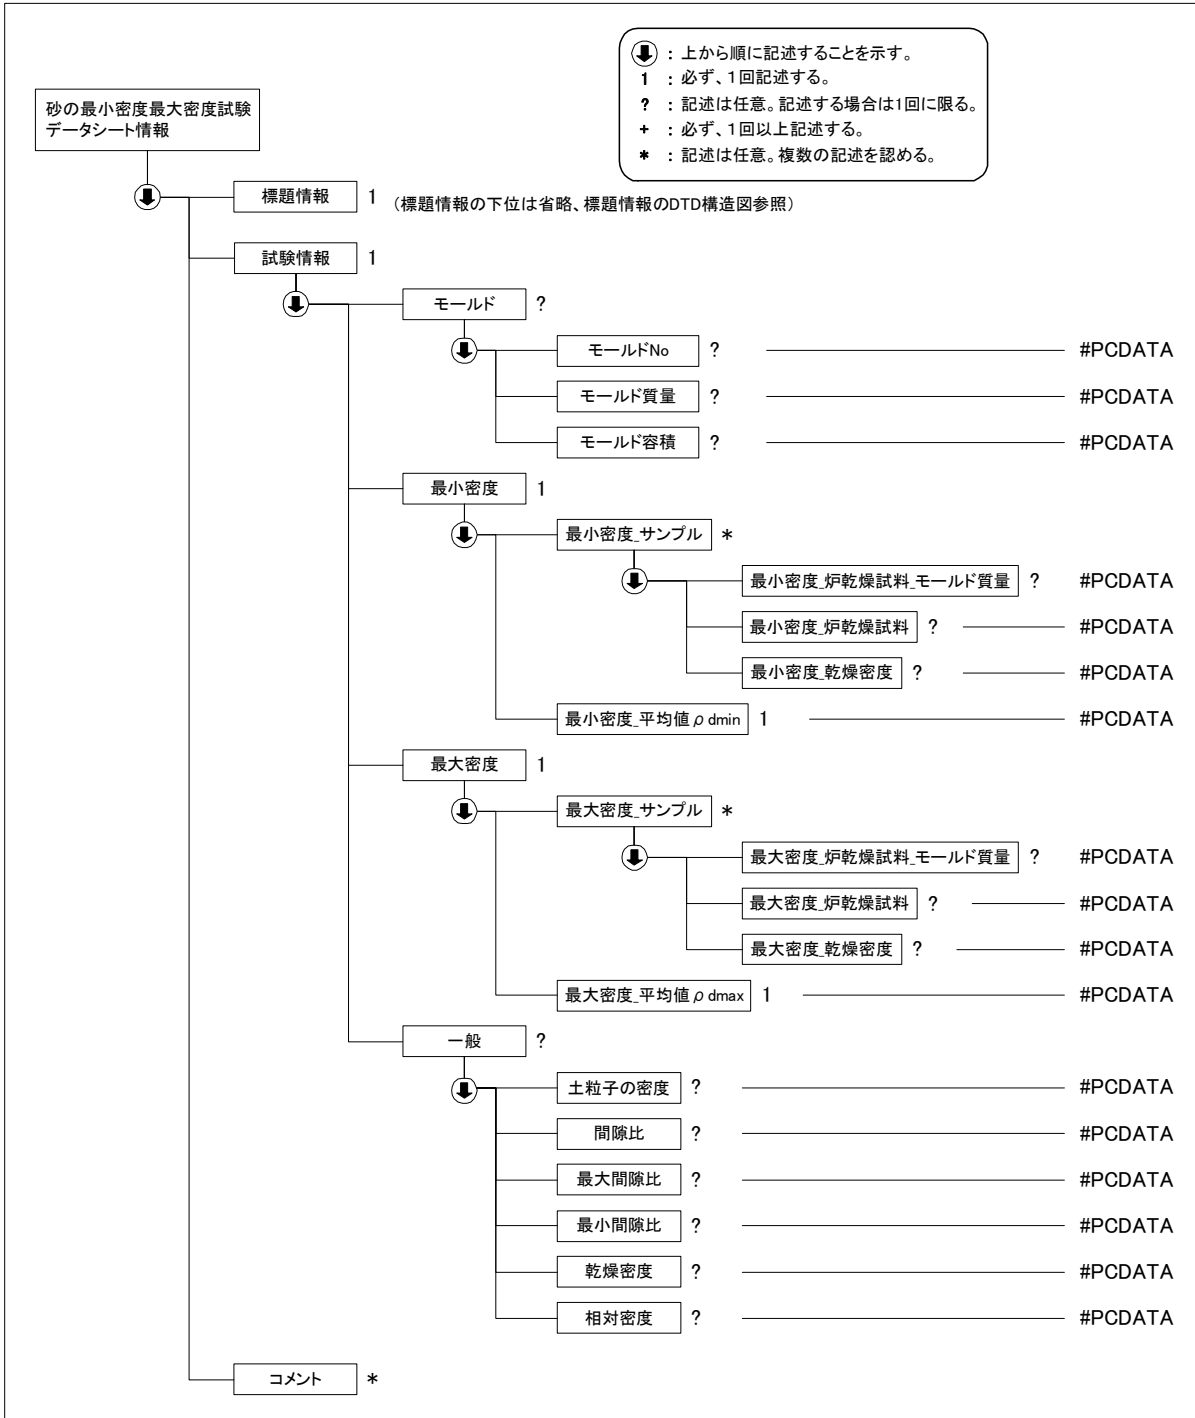 : 上から順に記述することを示す。
1 : 必ず、1回記述する。
? : 記述は任意。記述する場合は1回に限る。
+ : 必ず、1回以上記述する。
* : 記述は任意。複数の記述を認める。
砂の最小密度最大密度試験
データシート情報
標題情報 1 (標題情報の下位は省略、標題情報のDTD構造図参照)
試験情報 1
モールド ?
モールドNo ? #PCDATA
モールド質量 ? #PCDATA
モールド容積 ? #PCDATA
最小密度 1
最小密度_サンプル *
最小密度_炉乾燥試料_モールド質量 ? #PCDATA
最小密度_炉乾燥試料 ? #PCDATA
最小密度_乾燥密度 ? #PCDATA
最小密度_平均値ρdmin 1 #PCDATA
最大密度 1
最大密度_サンプル *
最大密度_炉乾燥試料_モールド質量 ? #PCDATA
最大密度_炉乾燥試料 ? #PCDATA
最大密度_乾燥密度 ? #PCDATA
最大密度_平均値ρdmax 1 #PCDATA
一般 ?
土粒子の密度 ? #PCDATA
間隙比 ? #PCDATA
最大間隙比 ? #PCDATA
最小間隙比 ? #PCDATA
乾燥密度 ? #PCDATA
相対密度 ? #PCDATA
コメント *